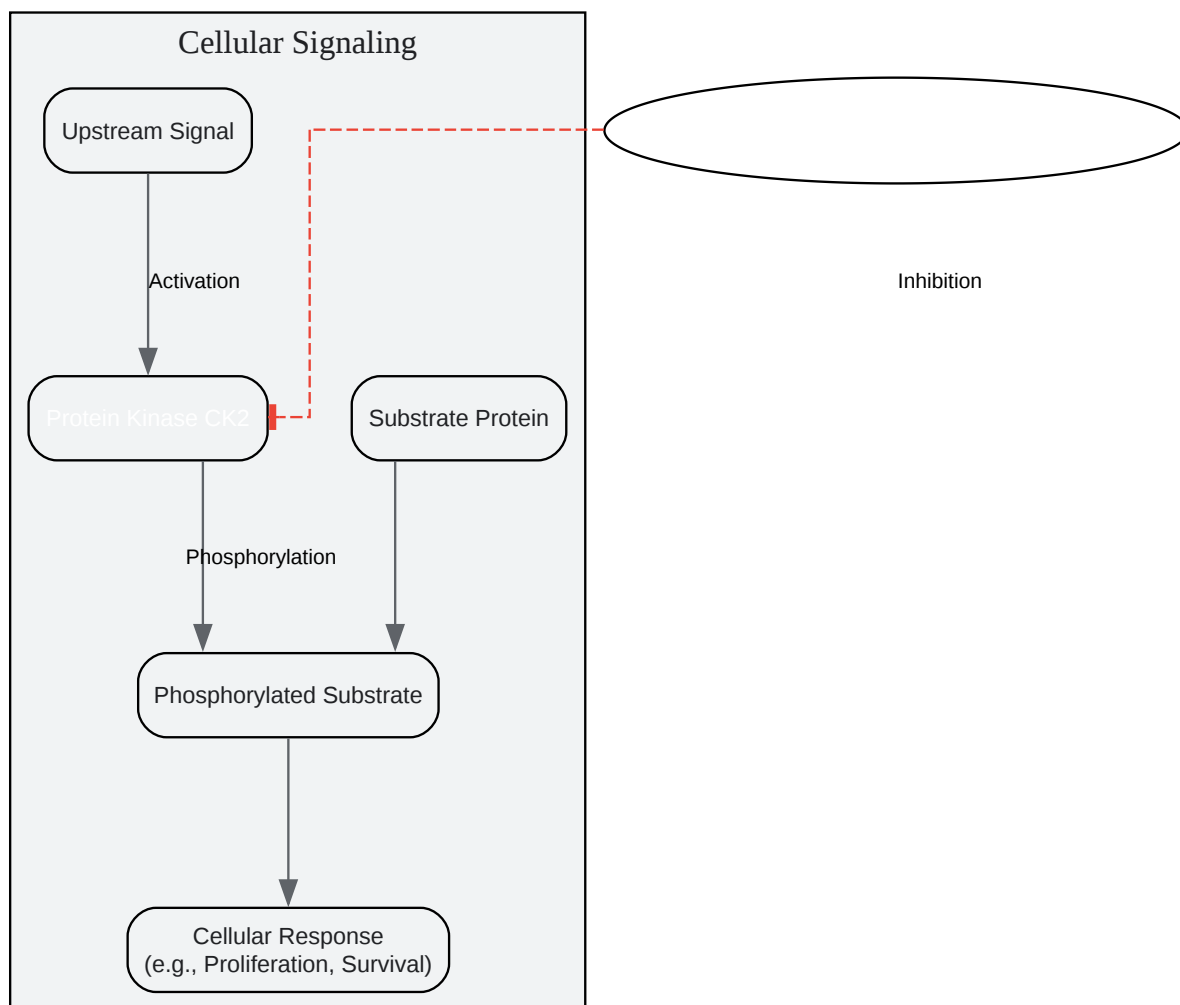 Cellular Signaling
Upstream Signal
Activation
Inhibition
Protein Kinase CK2
Substrate Protein
Phosphorylation
Phosphorylated Substrate
Cellular Response
(e.g., Proliferation, Survival)